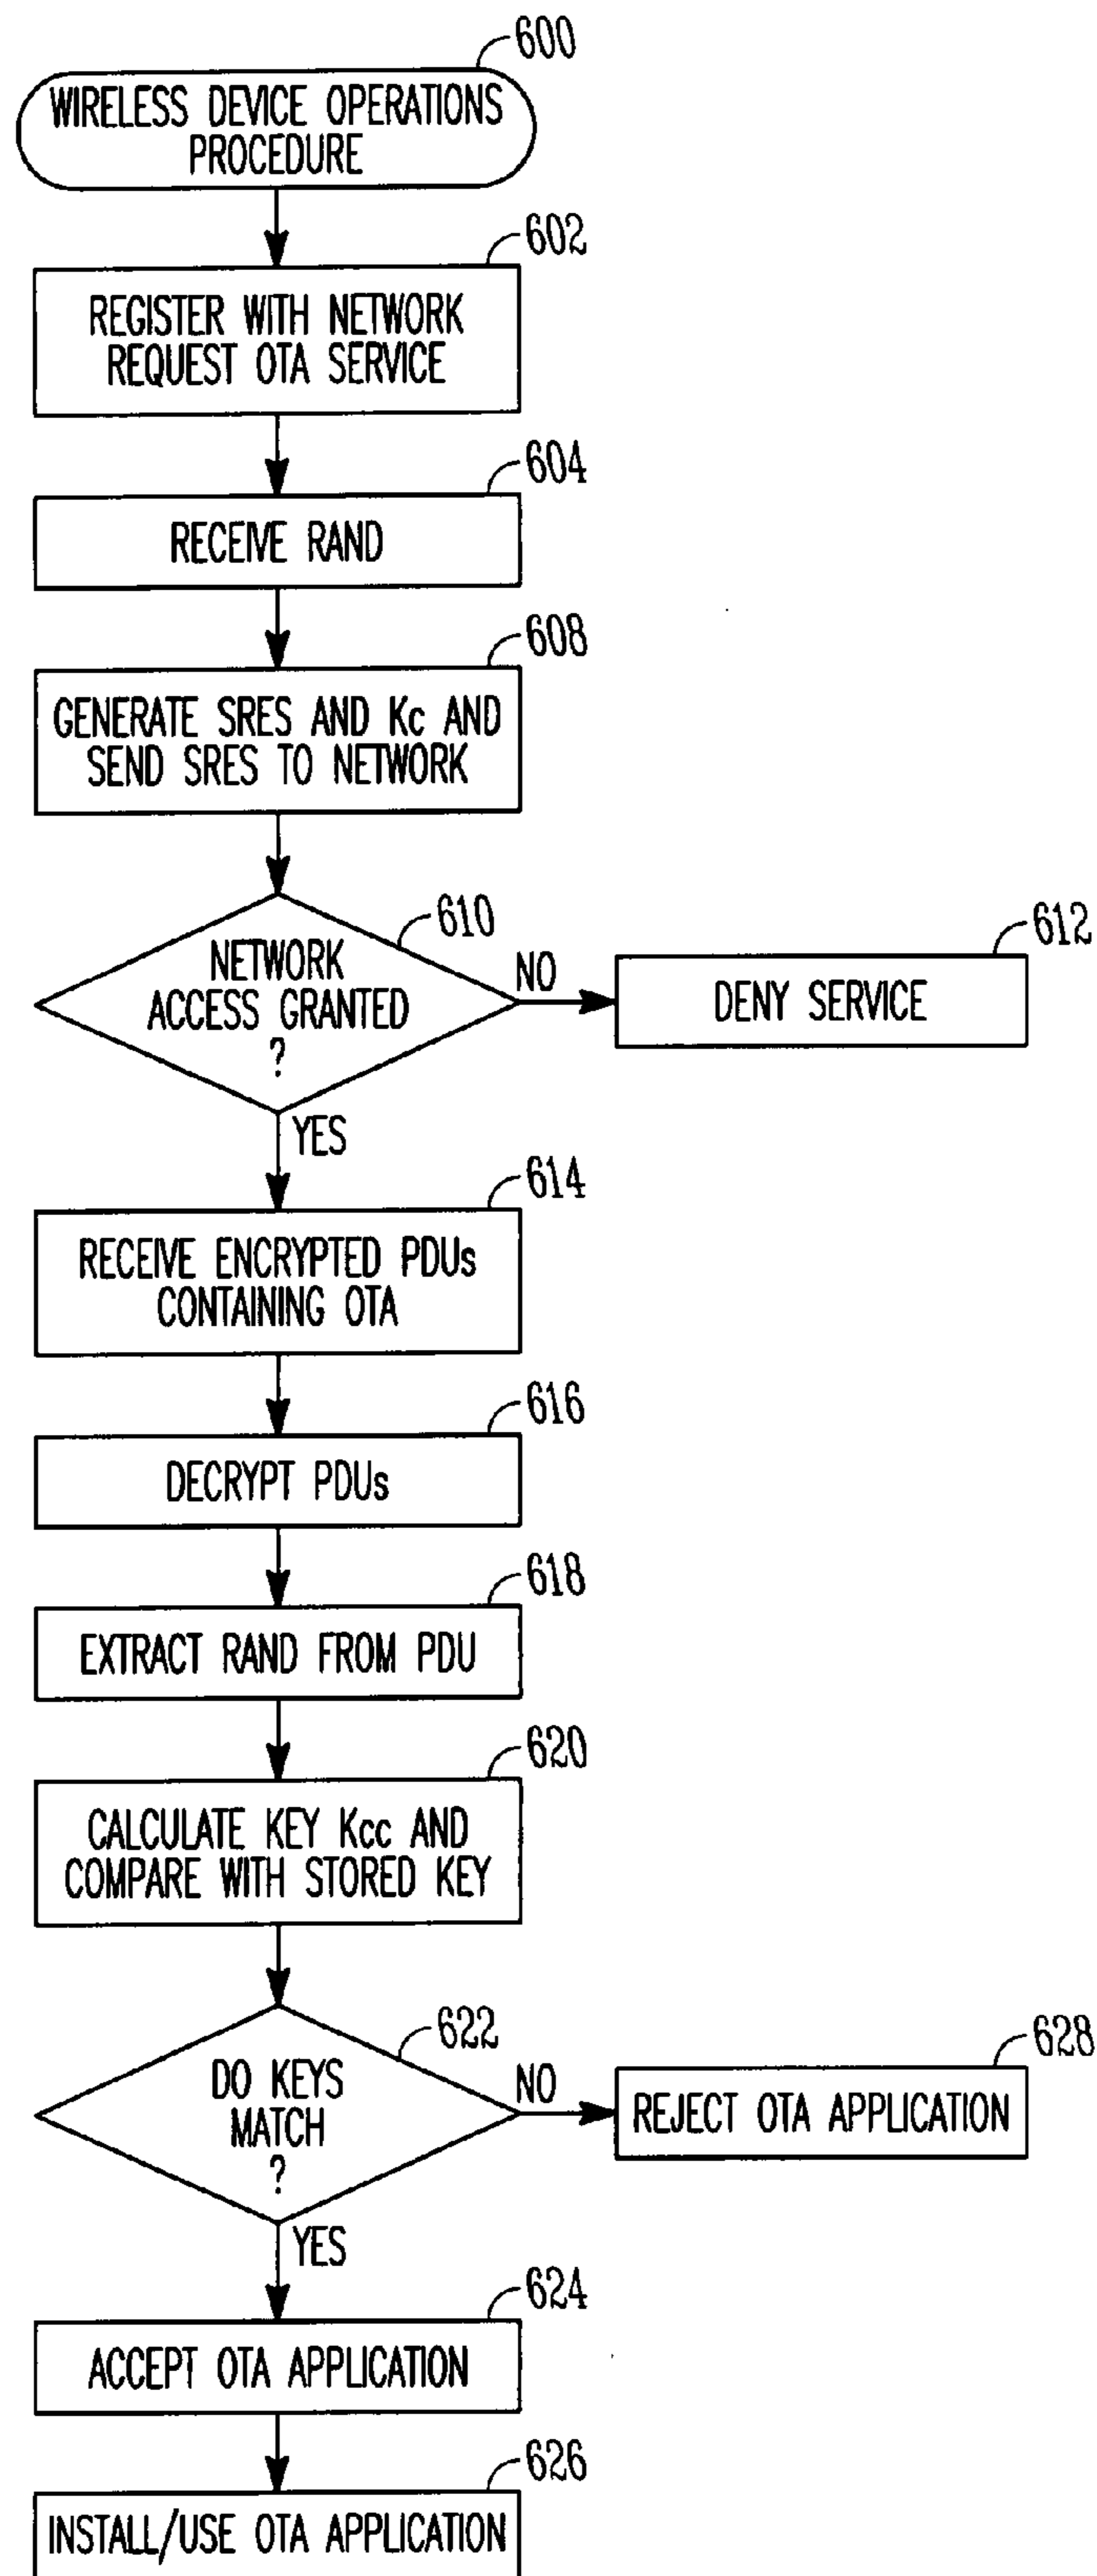 600
WIRELESS DEVICE OPERATIONS
PROCEDURE
602
REGISTER WITH NETWORK
REQUEST OTA SERVICE
604
RECEIVE RAND
608
GENERATE SRES AND Kc AND
SEND SRES TO NETWORK
610
NETWORK
ACCESS GRANTED
?
NO
612
DENY SERVICE
YES
614
RECEIVE ENCRYPTED PDUs
CONTAINING OTA
616
DECRYPT PDUs
618
EXTRACT RAND FROM PDU
620
CALCULATE KEY Kcc AND
COMPARE WITH STORED KEY
622
DO KEYS
MATCH
?
NO
628
REJECT OTA APPLICATION
YES
624
ACCEPT OTA APPLICATION
626
INSTALL/USE OTA APPLICATION